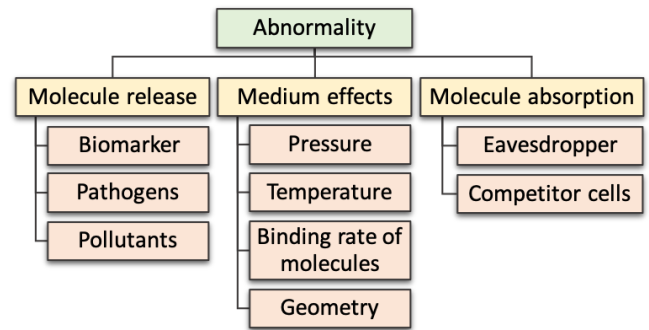 Abnormality
Molecule release
Biomarker
Pathogens
Pollutants
Medium effects
Pressure
Temperature
Binding rate of
molecules
Geometry
Molecule absorption
Eavesdropper
Competitor cells